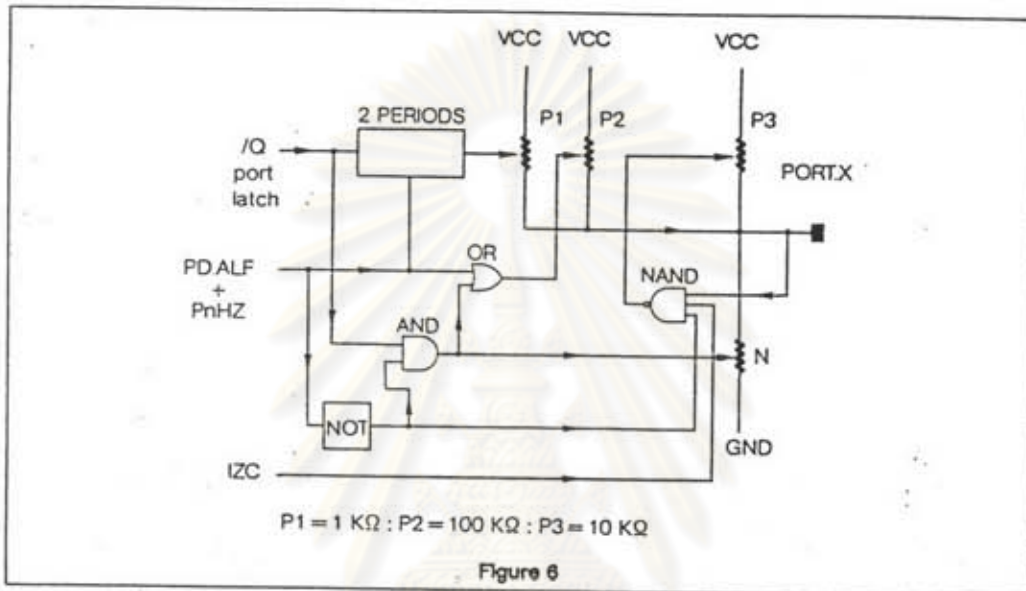 VCC VCC VCC
2 PERIODS
P1 P2 P3
/Q
port
latch
PORT.X
OR
PD.ALF
+
PnHZ
NAND
AND
N
NOT
GND
IZC
P1 = 1 KΩ : P2 = 100 KΩ : P3 = 10 KΩ
Figure 6